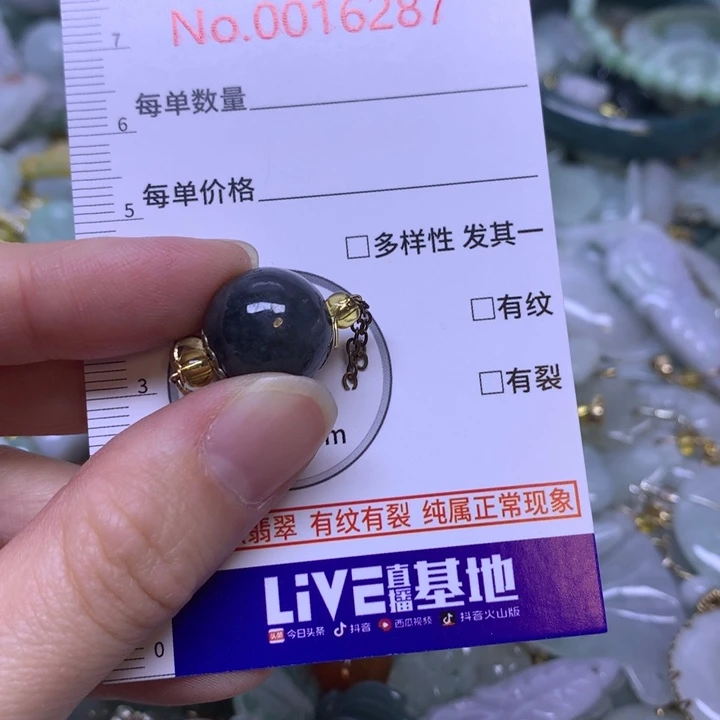 No.0016287
7
每单数量
6
每单价格
5
□多样性 发其一
□有纹
3
□有裂
m
翡翠 有纹有裂 纯属正常现象
LiVE直播基地
头条 今日头条 抖音 西瓜视频 抖音火山版
0